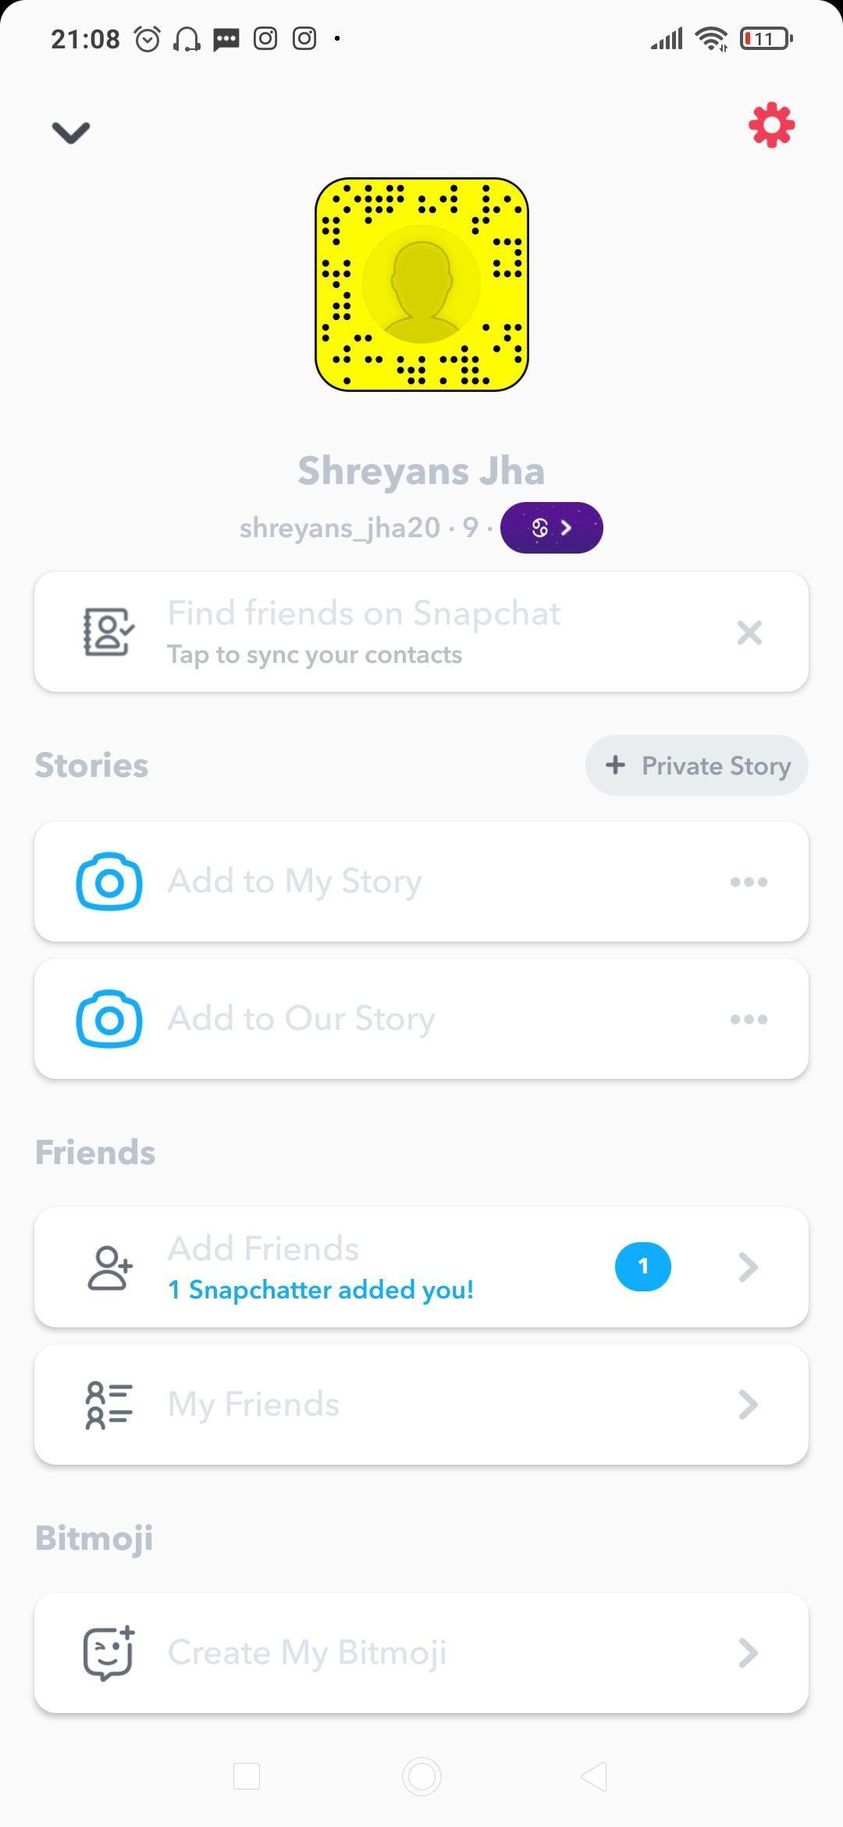 21:08
11
Shreyans Jha
shreyans_jha20 · 9 · ♋ >
Find friends on Snapchat
Tap to sync your contacts
Stories
+ Private Story
Add to My Story
Add to Our Story
Friends
Add Friends
1 Snapchatter added you!
1
My Friends
Bitmoji
Create My Bitmoji